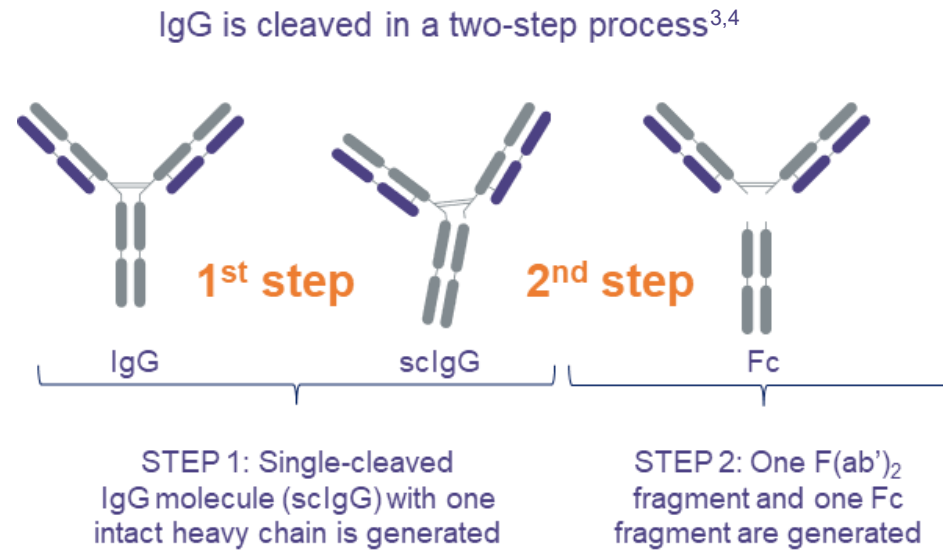 IgG is cleaved in a two-step process3,4
1st step
2nd step
IgG
scIgG
Fc
STEP 1: Single-cleaved
IgG molecule (scIgG) with one
intact heavy chain is generated
STEP 2: One F(ab’)2
fragment and one Fc
fragment are generated